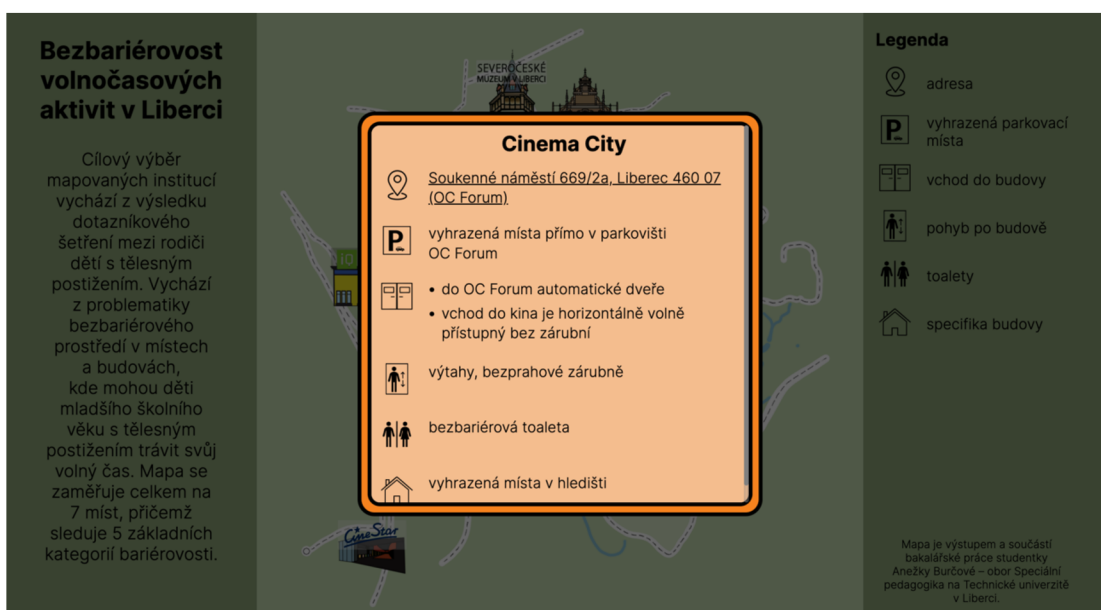 Bezbariérovost
volnočasových
aktivit v Liberci
Cílový výběr
mapovaných institucí
vychází z výsledku
dotazníkového
šetření mezi rodiči
dětí s tělesným
postižením. Vychází
z problematiky
bezbariérového
prostředí v místech
a budovách,
kde mohou děti
mladšího školního
věku s tělesným
postižením trávit svůj
volný čas. Mapa se
zaměřuje celkem na
7 míst, přičemž
sleduje 5 základních
kategorií bariérovosti.
SEVEROČESKÉ
MUZEUM V LIBERCI
iQ
Cinema City
Soukenné náměstí 669/2a, Liberec 460 07
(OC Forum)
P
vyhrazená místa přímo v parkovišti
OC Forum
• do OC Forum automatické dveře
• vchod do kina je horizontálně volně
přístupný bez zárubní
výtahy, bezprahové zárubně
bezbariérová toaleta
vyhrazená místa v hledišti
CineStar
Legenda
adresa
P
vyhrazená parkovací
místa
vchod do budovy
pohyb po budově
toalety
specifika budovy
Mapa je výstupem a součástí
bakalářské práce studentky
Anežky Burčové – obor Speciální
pedagogika na Technické univerzitě
v Liberci.